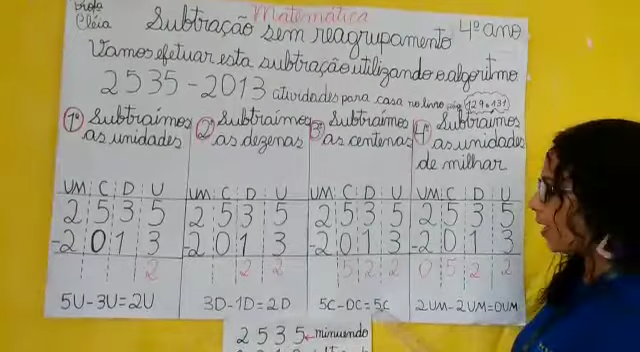 Profa Cléia
Matemática
4º ano
Subtração sem reagrupamento
Vamos efetuar esta subtração utilizando o algoritmo
2535-2013 atividades para casa no livro pág 129 e 131
1º Subtraímos
as unidades
2º Subtraímos
as dezenas
3º Subtraímos
as centenas
4º Subtraímos
as unidades
de milhar
UM C D U
2 5 3 5
-2 0 1 3
2
5U-3U=2U
UM C D U
2 5 3 5
-2 0 1 3
2 2
3D-1D=2D
UM C D U
2 5 3 5
-2 0 1 3
5 2 2
5C-0C=5C
UM C D U
2 5 3 5
-2 0 1 3
0 5 2 2
2UM-2UM=0UM
2 5 3 5 ←minuendo